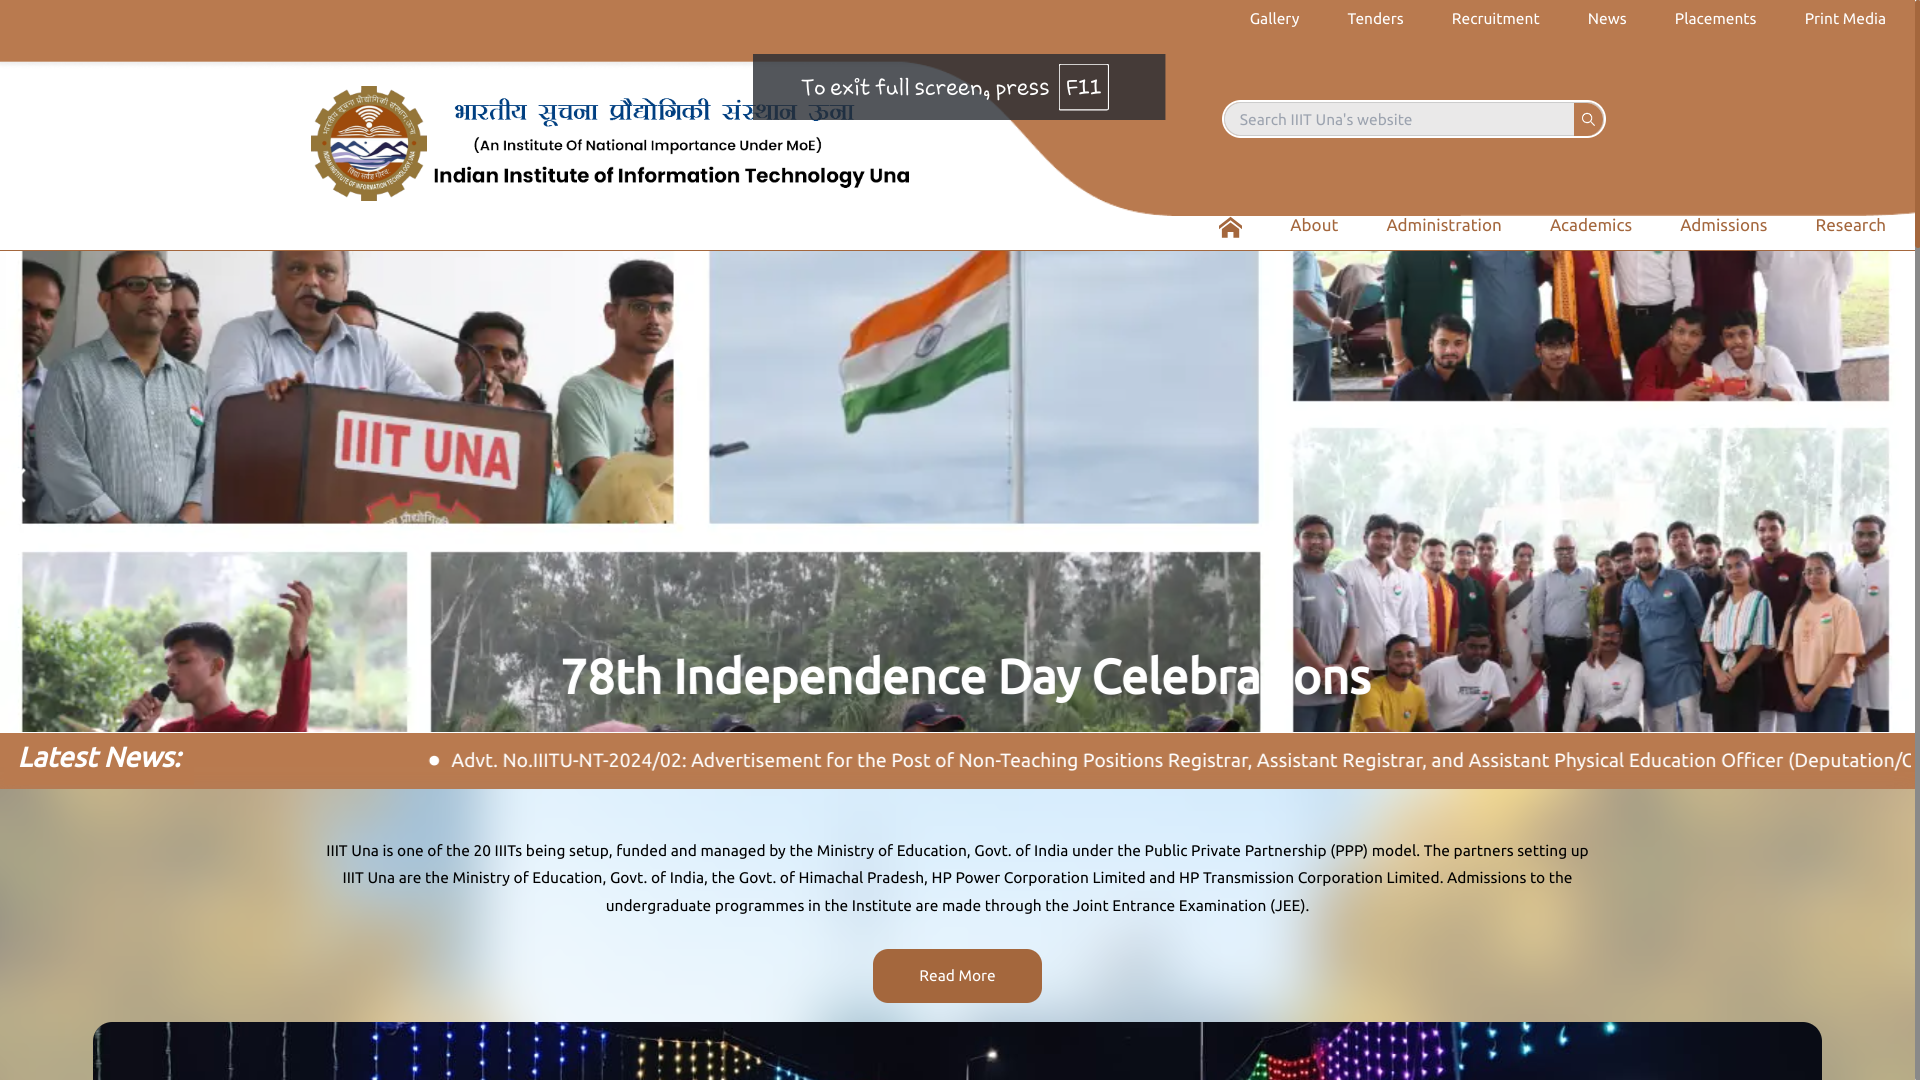 Gallery Tenders Recruitment News Placements Print Media
To exit full screen, press F11
भारतीय सूचना प्रौद्योगिकी संस्थान ऊना
(An Institute Of National Importance Under MoE)
Indian Institute of Information Technology Una
Search IIIT Una's website
About Administration Academics Admissions Research
IIIT UNA
78th Independence Day Celebrations
Latest News:
Advt. No.IIITU-NT-2024/02: Advertisement for the Post of Non-Teaching Positions Registrar, Assistant Registrar, and Assistant Physical Education Officer (Deputation/C
IIIT Una is one of the 20 IIITs being setup, funded and managed by the Ministry of Education, Govt. of India under the Public Private Partnership (PPP) model. The partners setting up
IIIT Una are the Ministry of Education, Govt. of India, the Govt. of Himachal Pradesh, HP Power Corporation Limited and HP Transmission Corporation Limited. Admissions to the
undergraduate programmes in the Institute are made through the Joint Entrance Examination (JEE).
Read More